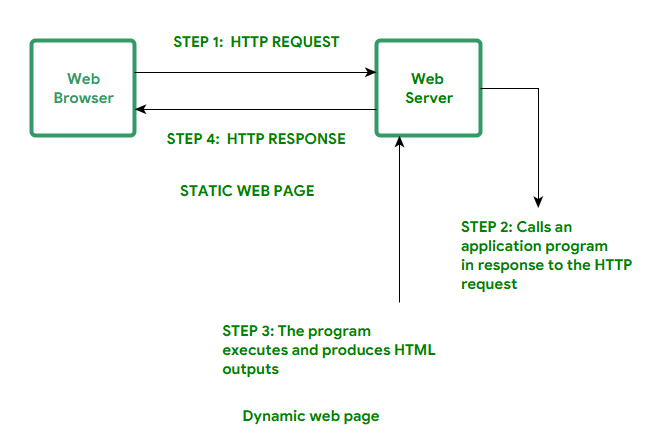 STEP 1: HTTP REQUEST
Web
Browser
Web
Server
STEP 4: HTTP RESPONSE
STATIC WEB PAGE
STEP 2: Calls an
application program
in response to the HTTP
request
STEP 3: The program
executes and produces HTML
outputs
Dynamic web page